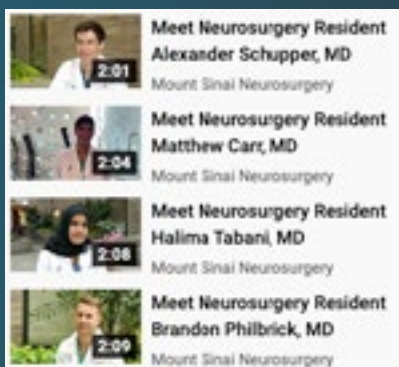 Meet Neurosurgery Resident
Alexander Schupper, MD
2:01
Mount Sinai Neurosurgery
Meet Neurosurgery Resident
Matthew Carr, MD
2:04
Mount Sinai Neurosurgery
Meet Neurosurgery Resident
Halima Tabani, MD
2:08
Mount Sinai Neurosurgery
Meet Neurosurgery Resident
Brandon Philbrick, MD
2:09
Mount Sinai Neurosurgery